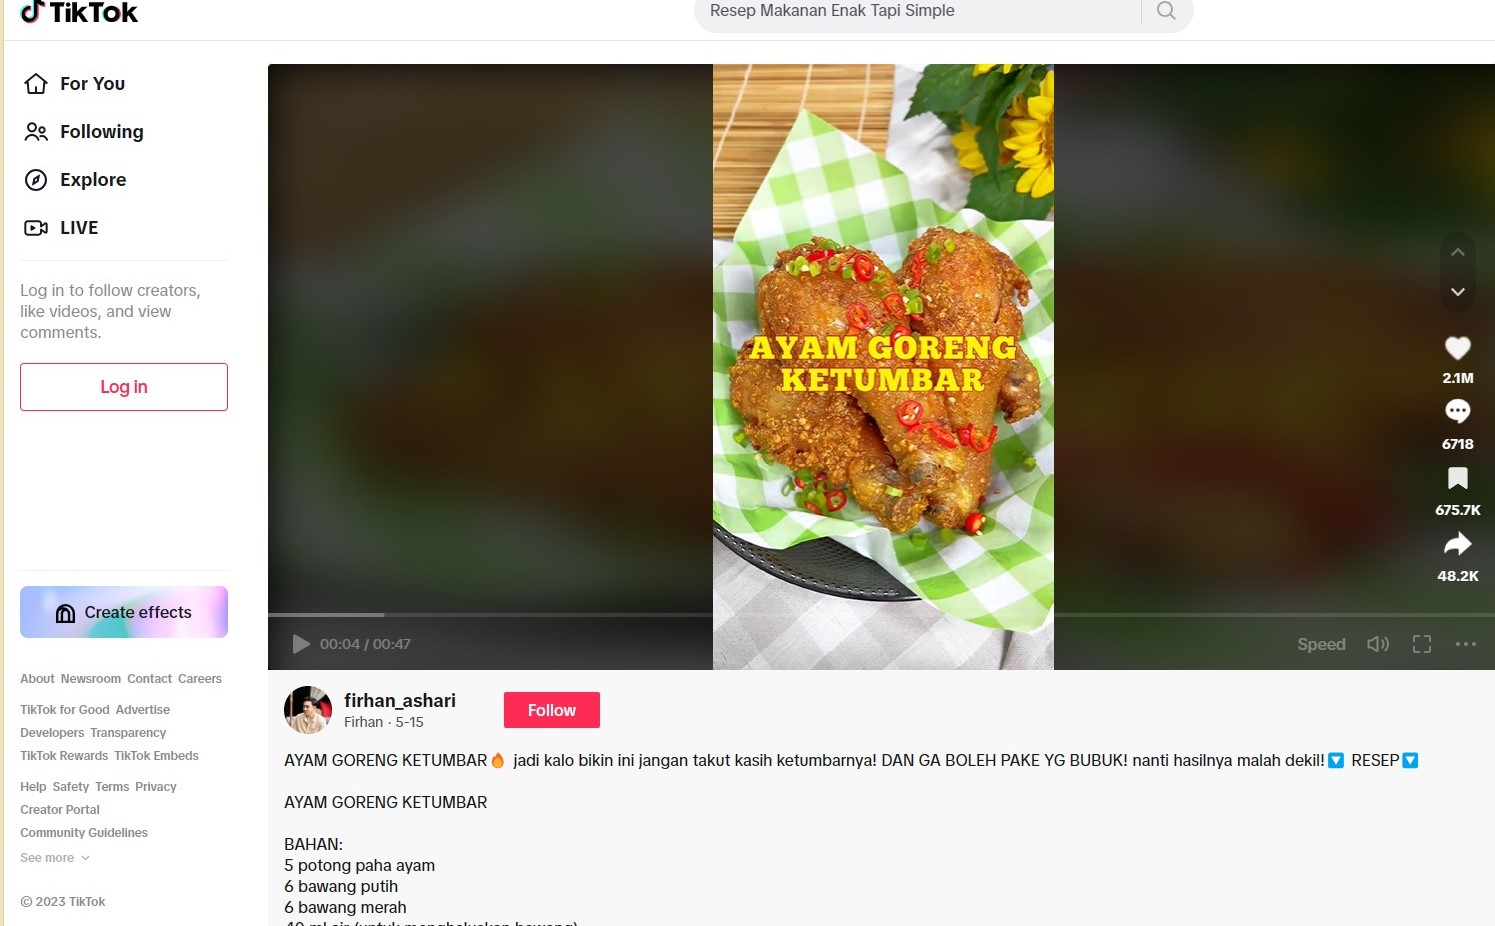 TikTok
Resep Makanan Enak Tapi Simple
For You
Following
Explore
LIVE
Log in to follow creators,
like videos, and view
comments.
Log in
Create effects
About Newsroom Contact Careers
TikTok for Good Advertise
Developers Transparency
TikTok Rewards TikTok Embeds
Help Safety Terms Privacy
Creator Portal
Community Guidelines
See more
© 2023 TikTok
AYAM GORENG
KETUMBAR
2.1M
6718
675.7K
48.2K
00:04 / 00:47
Speed
firhan_ashari
Firhan · 5-15
Follow
AYAM GORENG KETUMBAR🔥 jadi kalo bikin ini jangan takut kasih ketumbarnya! DAN GA BOLEH PAKE YG BUBUK! nanti hasilnya malah dekil!🔽 RESEP🔽
AYAM GORENG KETUMBAR
BAHAN:
5 potong paha ayam
6 bawang putih
6 bawang merah